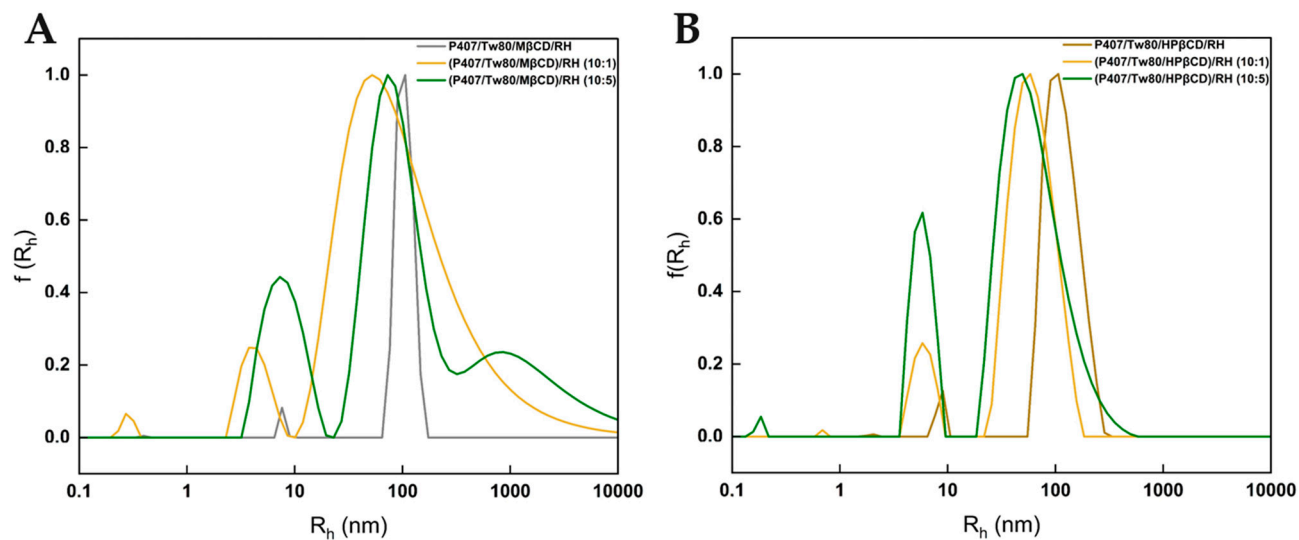 A
P407/Tw80/MβCD/RH
(P407/Tw80/MβCD)/RH (10:1)
(P407/Tw80/MβCD)/RH (10:5)
1.0
0.8
0.6
0.4
0.2
0.0
f (Rₕ)
0.1 1 10 100 1000 10000
Rₕ (nm)
B
P407/Tw80/HPβCD/RH
(P407/Tw80/HPβCD)/RH (10:1)
(P407/Tw80/HPβCD)/RH (10:5)
1.0
0.8
0.6
0.4
0.2
0.0
f(Rₕ)
0.1 1 10 100 1000 10000
Rₕ (nm)